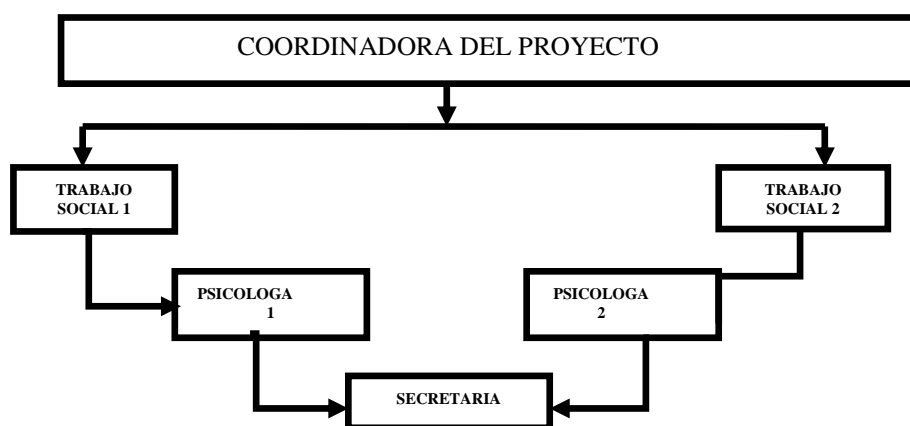 COORDINADORA DEL PROYECTO
TRABAJO
SOCIAL 1
TRABAJO
SOCIAL 2
PSICOLOGA
1
PSICOLOGA
2
SECRETARIA